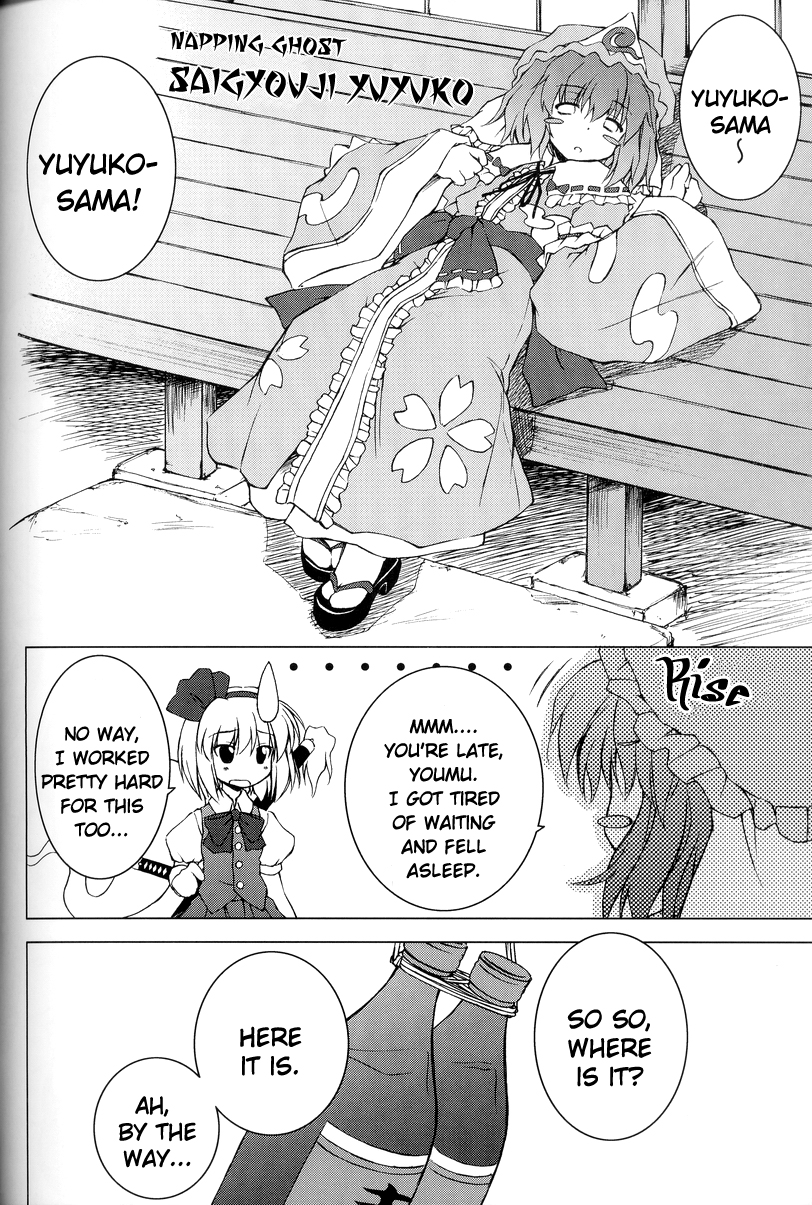 YUYUKO-
SAMA
~
NAPPING GHOST
SAIGYOUJI YUYUKO
YUYUKO-
SAMA!
Rise
MMM....
YOU'RE LATE,
YOUMU.
I GOT TIRED
OF WAITING
AND FELL
ASLEEP.
NO WAY,
I WORKED
PRETTY HARD
FOR THIS
TOO...
SO SO,
WHERE
IS IT?
HERE
IT IS.
AH,
BY THE
WAY...